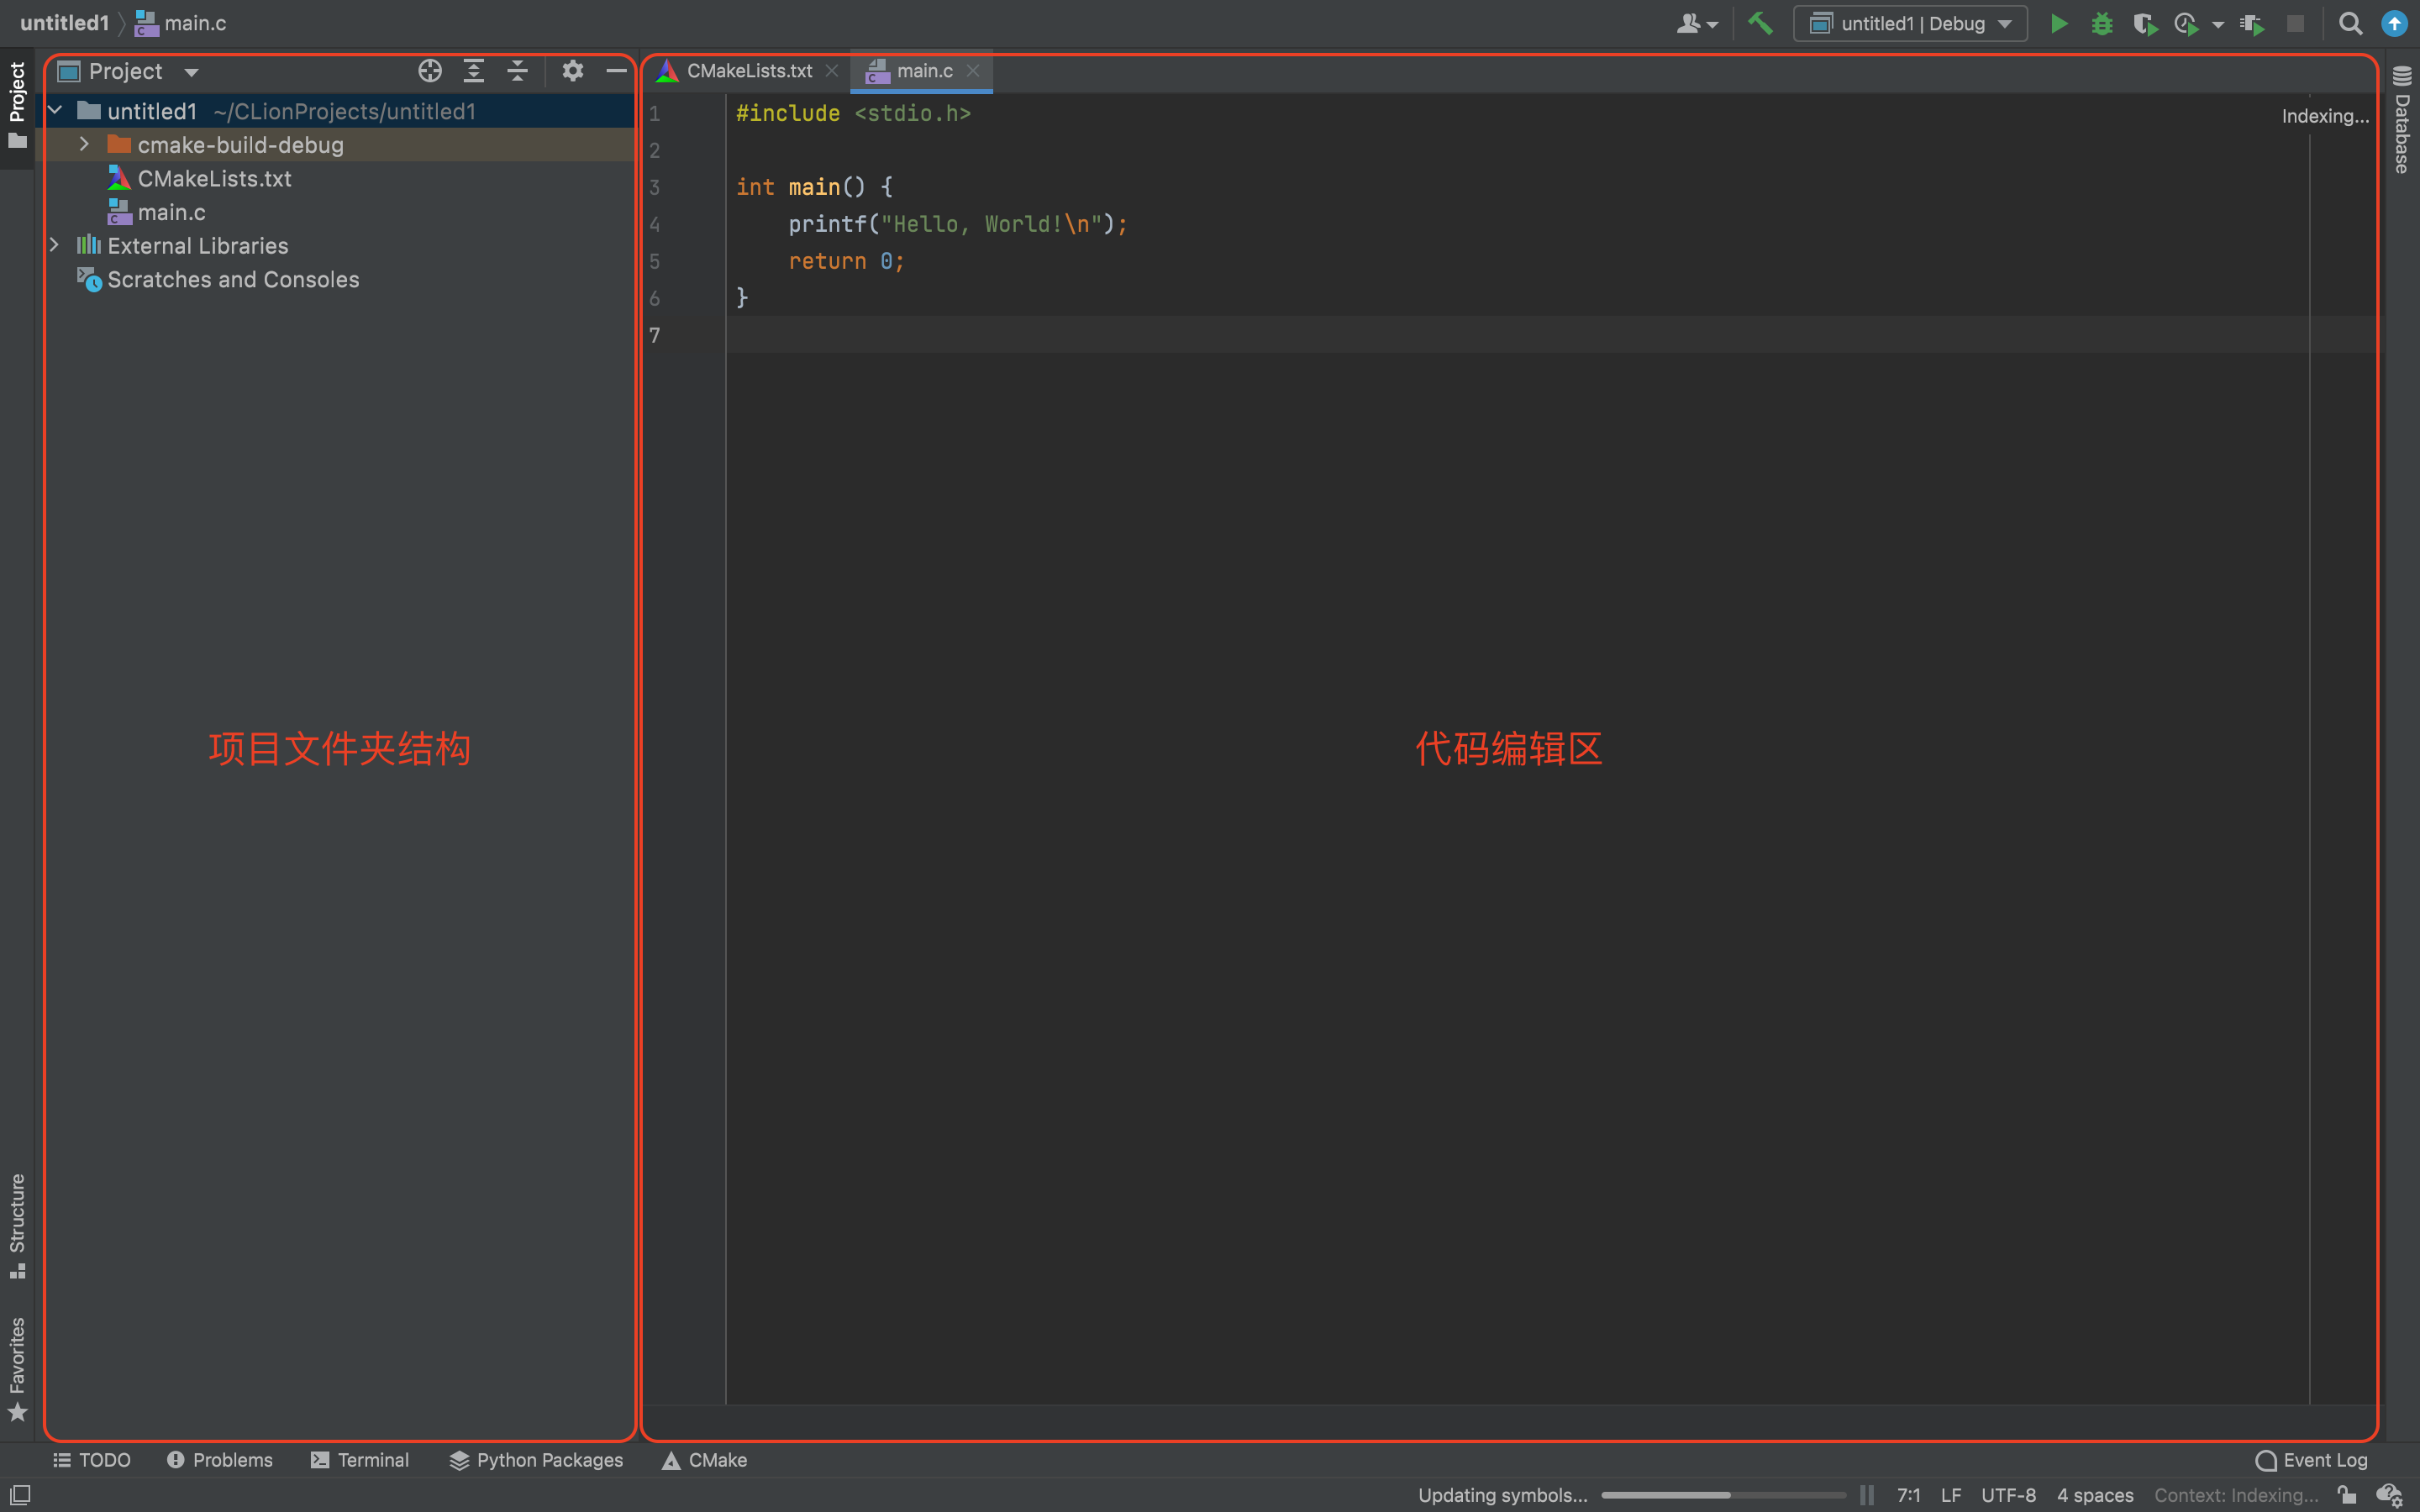 untitled1 main.c
untitled1 | Debug
Project
Project
CMakeLists.txt
main.c
Database
untitled1 ~/CLionProjects/untitled1
cmake-build-debug
CMakeLists.txt
main.c
External Libraries
Scratches and Consoles
1 #include <stdio.h>
Indexing...
2
3 int main() {
4 printf("Hello, World!\n");
5 return 0;
6 }
7
项目文件夹结构
代码编辑区
Structure
Favorites
TODO Problems Terminal Python Packages CMake Event Log
Updating symbols... 7:1 LF UTF-8 4 spaces Context: Indexing...